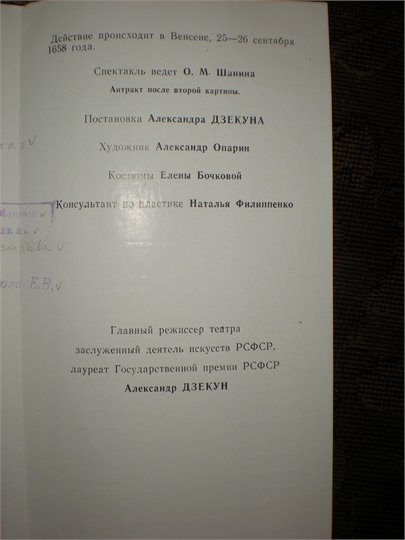 Действие происходит в Венсене, 25—26 сентября
1658 года.
Спектакль ведет О. М. Шанина
Антракт после второй картины.
Постановка Александра ДЗЕКУНА
Художник Александр Опарин
Костюмы Елены Бочковой
Консультант по пластике Наталья Филиппенко
Е.В.
Главный режиссер театра
заслуженный деятель искусств РСФСР,
лауреат Государственной премии РСФСР
Александр ДЗЕКУН